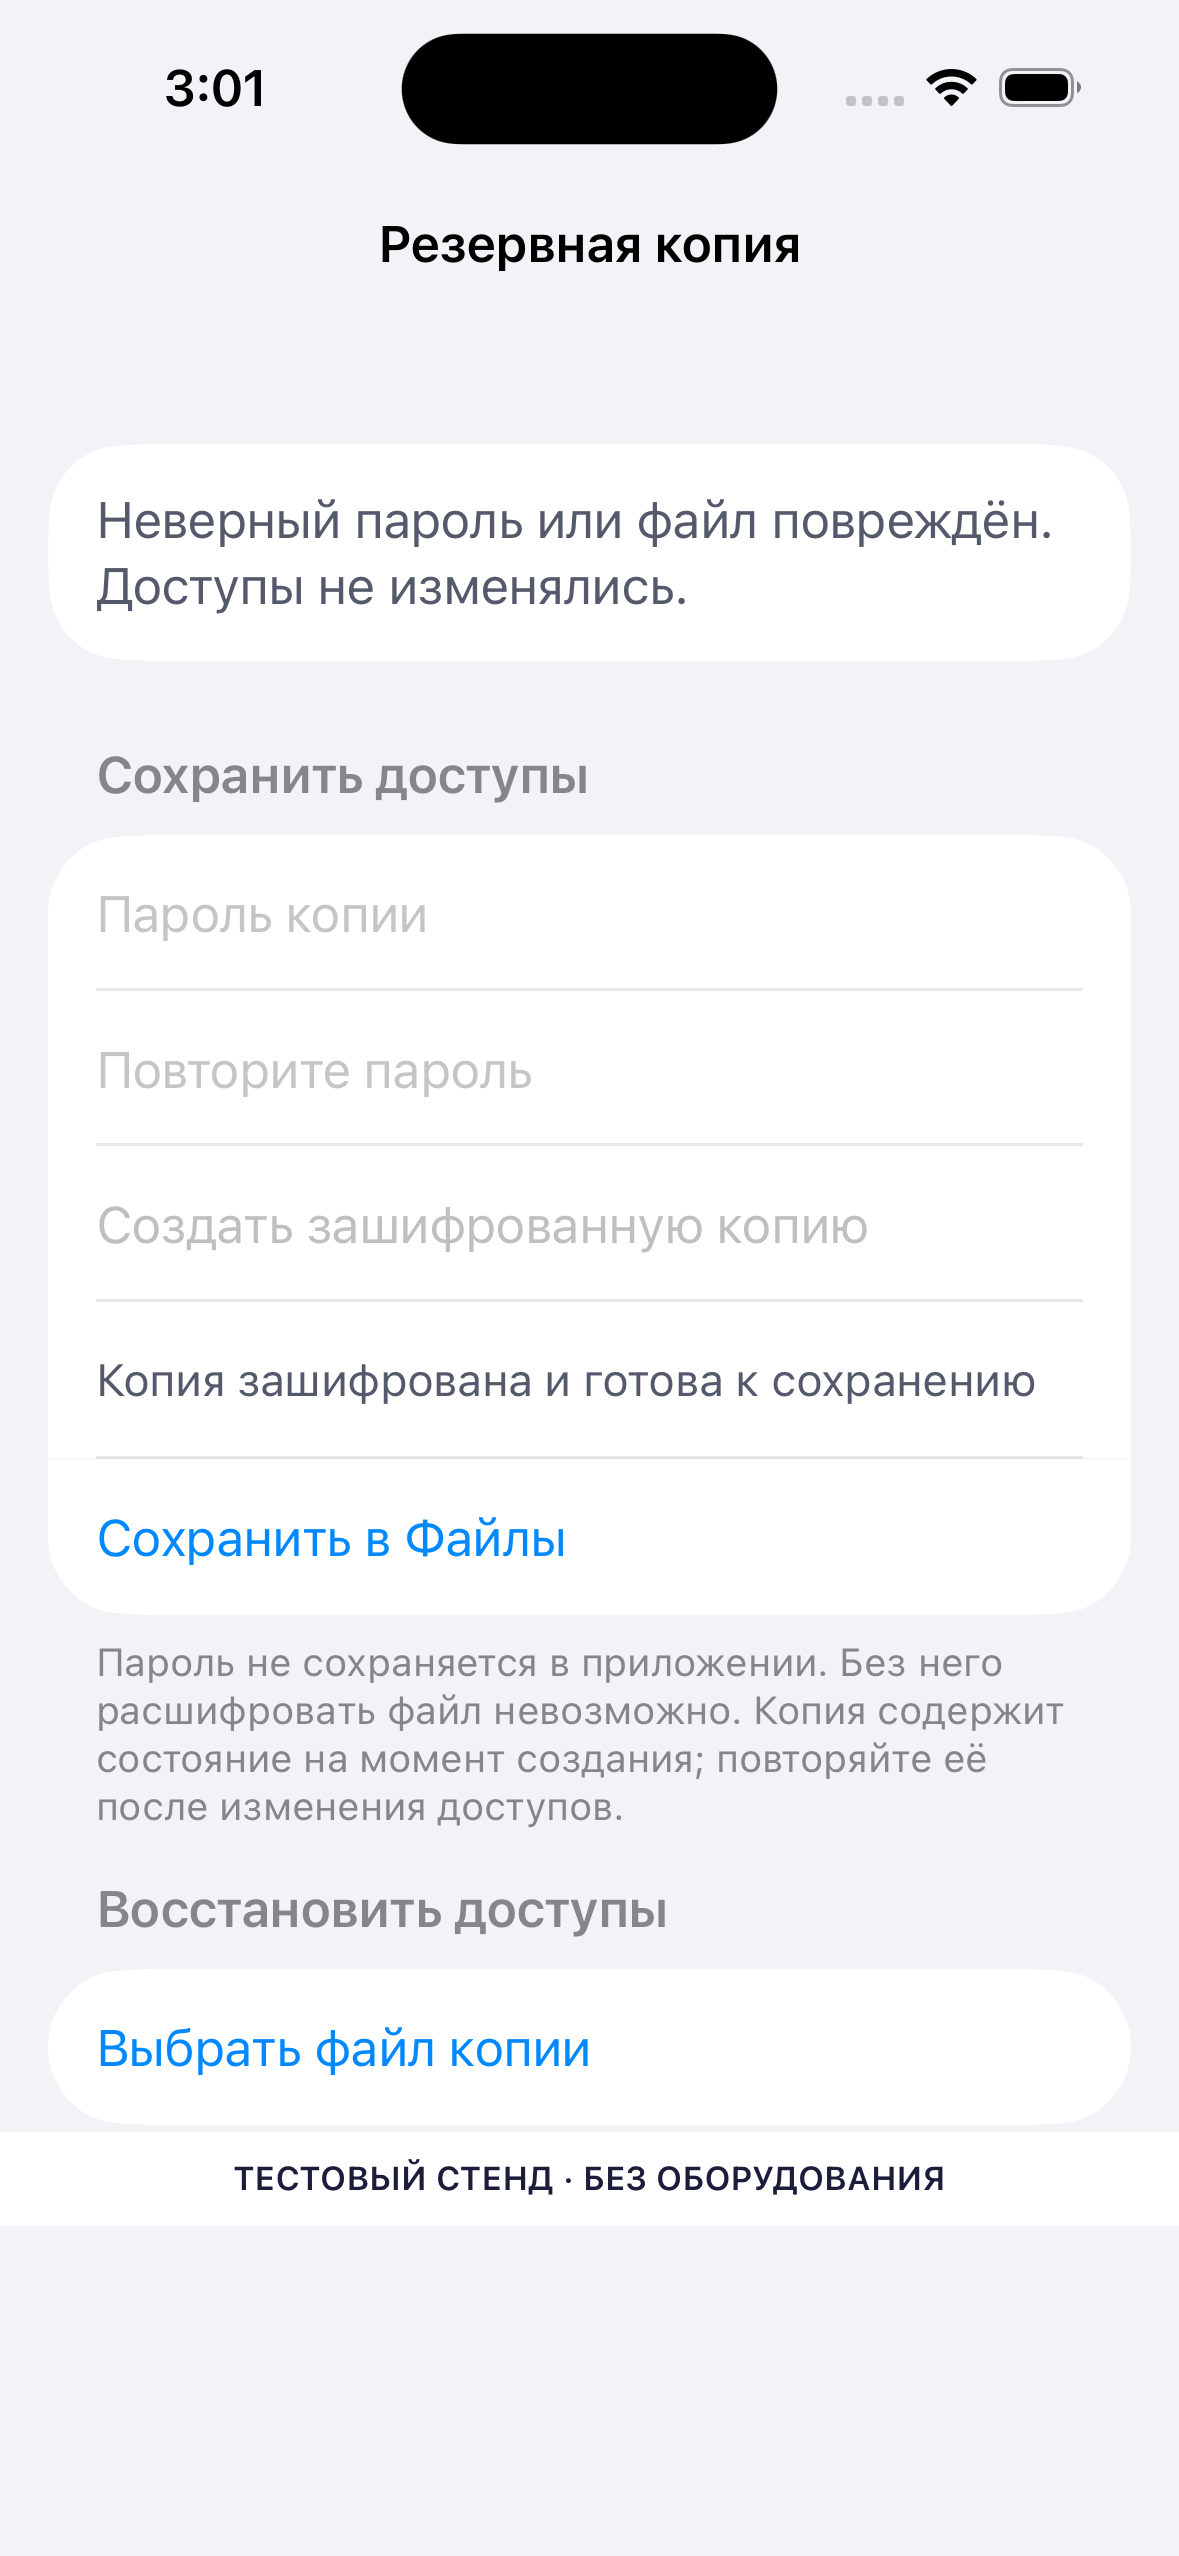 3:01
Резервная копия
Неверный пароль или файл повреждён.
Доступы не изменялись.
Сохранить доступы
Пароль копии
Повторите пароль
Создать зашифрованную копию
Копия зашифрована и готова к сохранению
Сохранить в Файлы
Пароль не сохраняется в приложении. Без него
расшифровать файл невозможно. Копия содержит
состояние на момент создания; повторяйте её
после изменения доступов.
Восстановить доступы
Выбрать файл копии
ТЕСТОВЫЙ СТЕНД · БЕЗ ОБОРУДОВАНИЯ